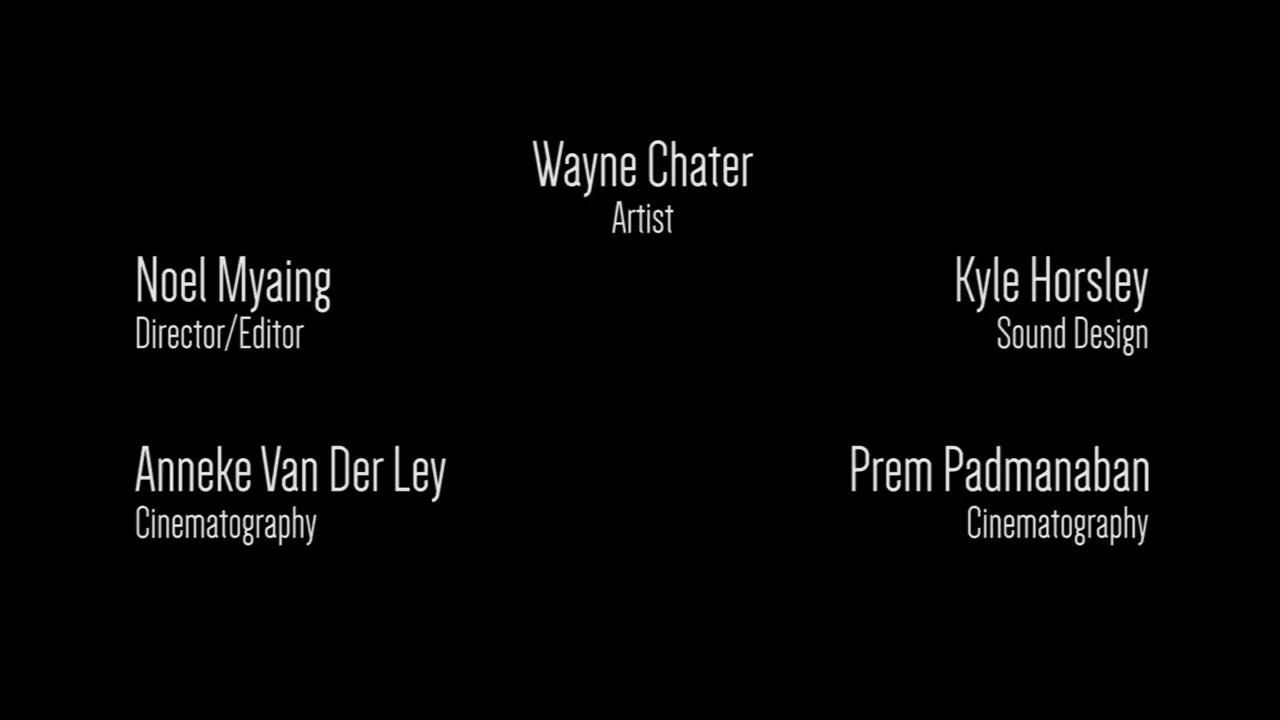 Wayne Chater
Artist
Noel Myaing
Director/Editor
Kyle Horsley
Sound Design
Anneke Van Der Ley
Cinematography
Prem Padmanaban
Cinematography